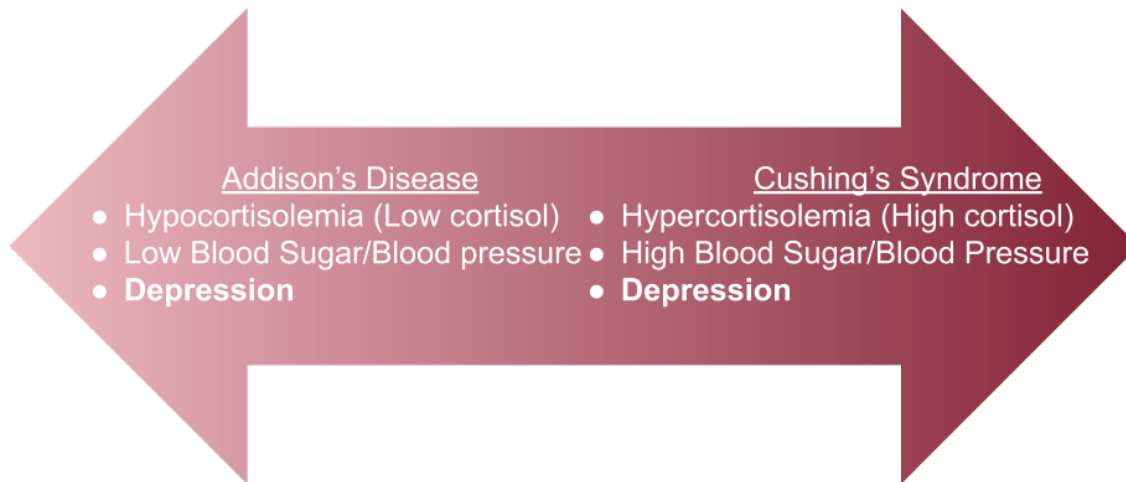 Addison's Disease
● Hypocortisolemia (Low cortisol)
● Low Blood Sugar/Blood pressure
● Depression
Cushing's Syndrome
● Hypercortisolemia (High cortisol)
● High Blood Sugar/Blood Pressure
● Depression